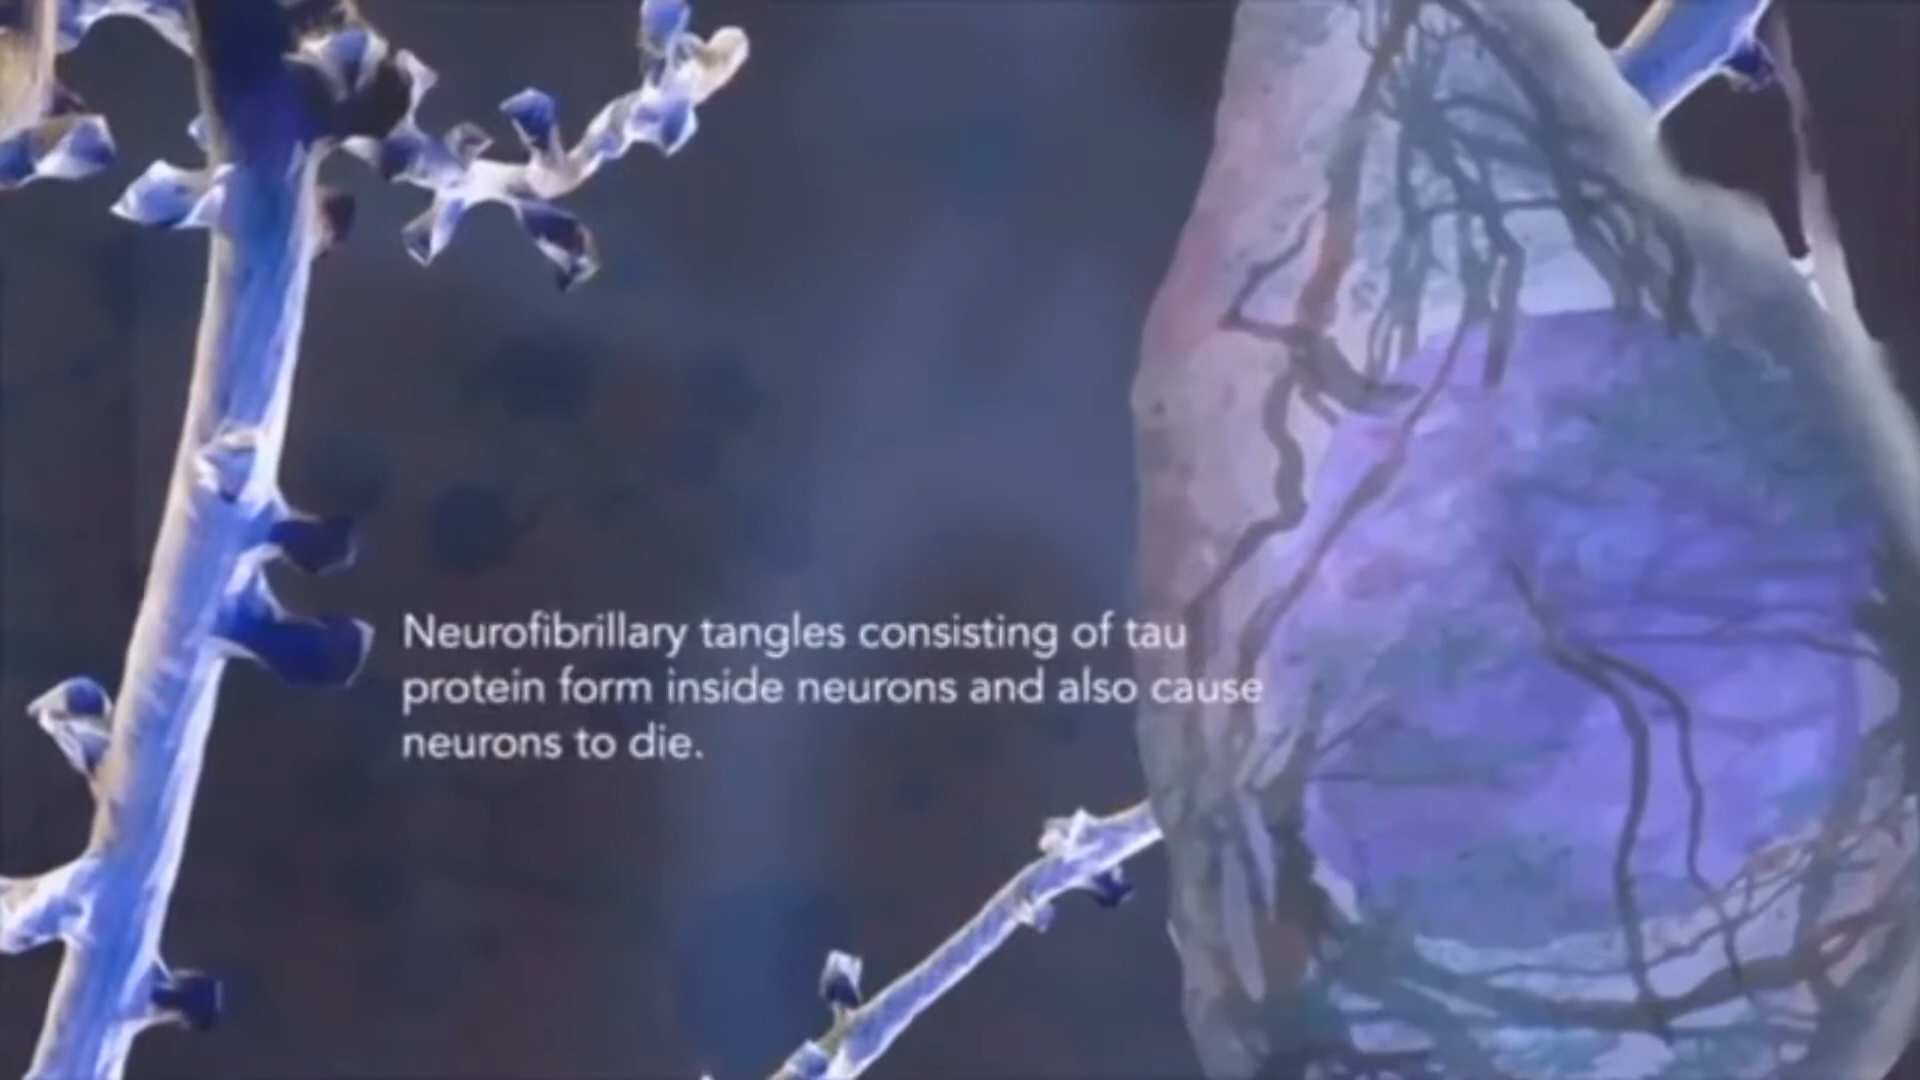 Neurofibrillary tangles consisting of tau
protein form inside neurons and also cause
neurons to die.